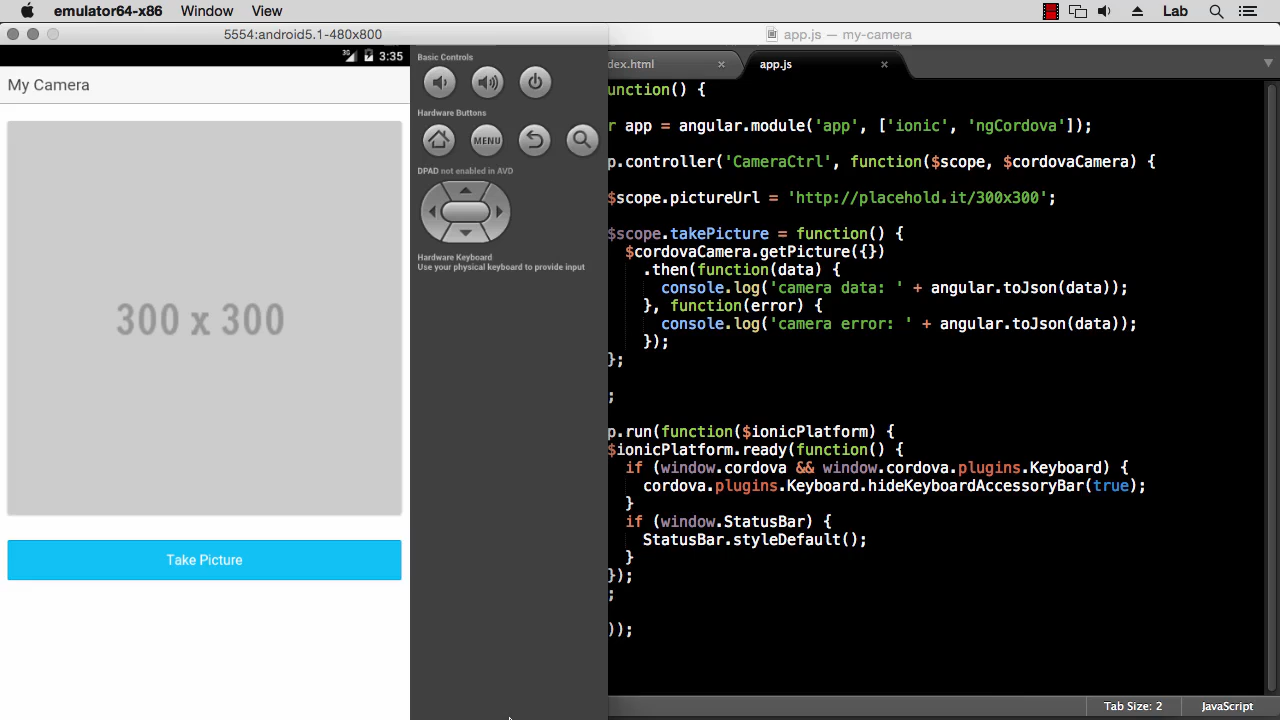 emulator64-x86 Window View Lab
5554:android5.1-480x800
app.js — my-camera
3G 3:35
My Camera
300 x 300
Take Picture
Basic Controls
Hardware Buttons
MENU
DPAD not enabled in AVD
Hardware Keyboard
Use your physical keyboard to provide input
dex.html × app.js ×
unction() {
r app = angular.module('app', ['ionic', 'ngCordova']);
p.controller('CameraCtrl', function($scope, $cordovaCamera) {
$scope.pictureUrl = 'http://placehold.it/300x300';
$scope.takePicture = function() {
$cordovaCamera.getPicture({})
.then(function(data) {
console.log('camera data: ' + angular.toJson(data));
}, function(error) {
console.log('camera error: ' + angular.toJson(data));
});
};
;
p.run(function($ionicPlatform) {
$ionicPlatform.ready(function() {
if (window.cordova && window.cordova.plugins.Keyboard) {
cordova.plugins.Keyboard.hideKeyboardAccessoryBar(true);
}
if (window.StatusBar) {
StatusBar.styleDefault();
}
});
;
));
Tab Size: 2 JavaScript